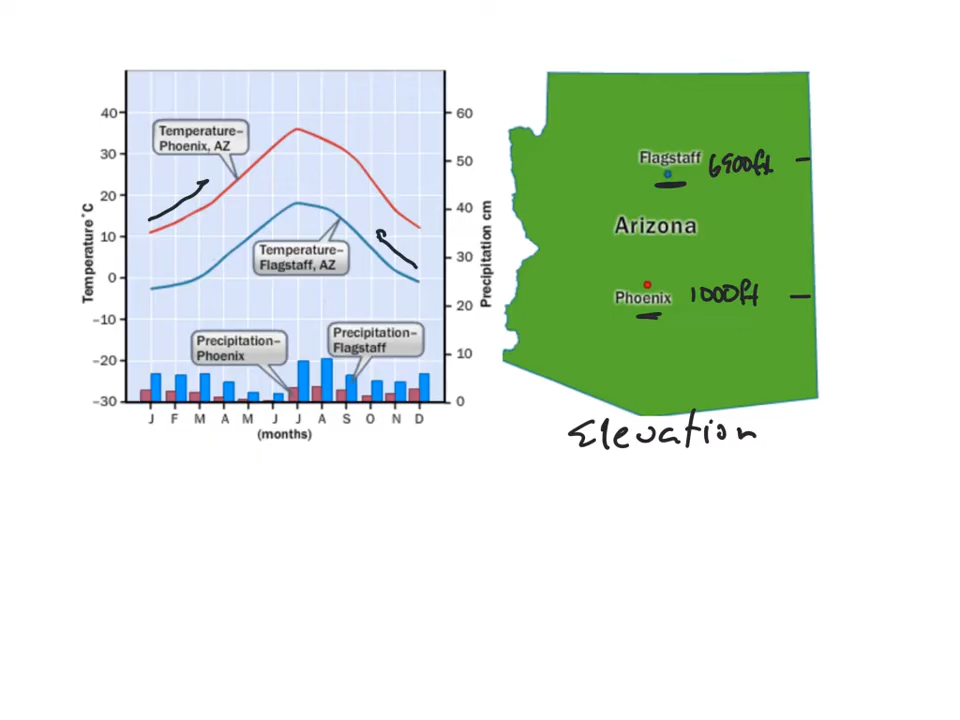 40
30
20
10
0
−10
−20
−30
Temperature°C
Temperature–
Phoenix, AZ
Temperature–
Flagstaff, AZ
Precipitation–
Phoenix
Precipitation–
Flagstaff
60
50
40
30
20
10
0
Precipitation cm
J F M A M J J A S O N D
(months)
Flagstaff 6900ft
Arizona
Phoenix 1000ft
Elevation